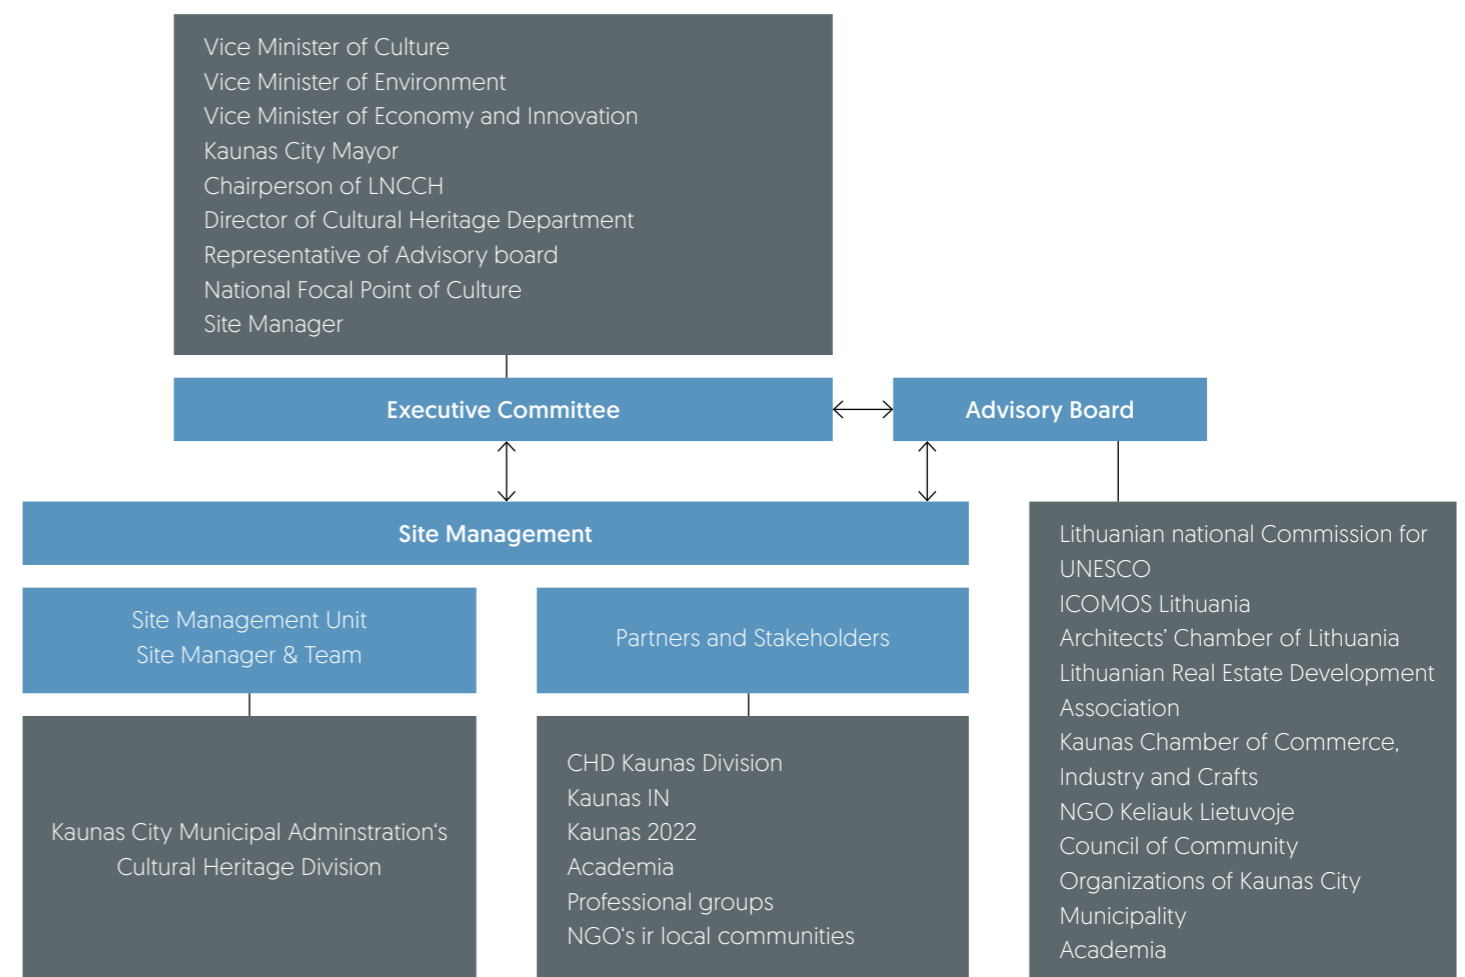 Vice Minister of Culture
Vice Minister of Environment
Vice Minister of Economy and Innovation
Kaunas City Mayor
Chairperson of LNCCH
Director of Cultural Heritage Department
Representative of Advisory board
National Focal Point of Culture
Site Manager
Executive Committee
Advisory Board
Site Management
Site Management Unit
Site Manager & Team
Partners and Stakeholders
Kaunas City Municipal Adminstration‘s
Cultural Heritage Division
CHD Kaunas Division
Kaunas IN
Kaunas 2022
Academia
Professional groups
NGO‘s ir local communities
Lithuanian national Commission for
UNESCO
ICOMOS Lithuania
Architects’ Chamber of Lithuania
Lithuanian Real Estate Development
Association
Kaunas Chamber of Commerce,
Industry and Crafts
NGO Keliauk Lietuvoje
Council of Community
Organizations of Kaunas City
Municipality
Academia